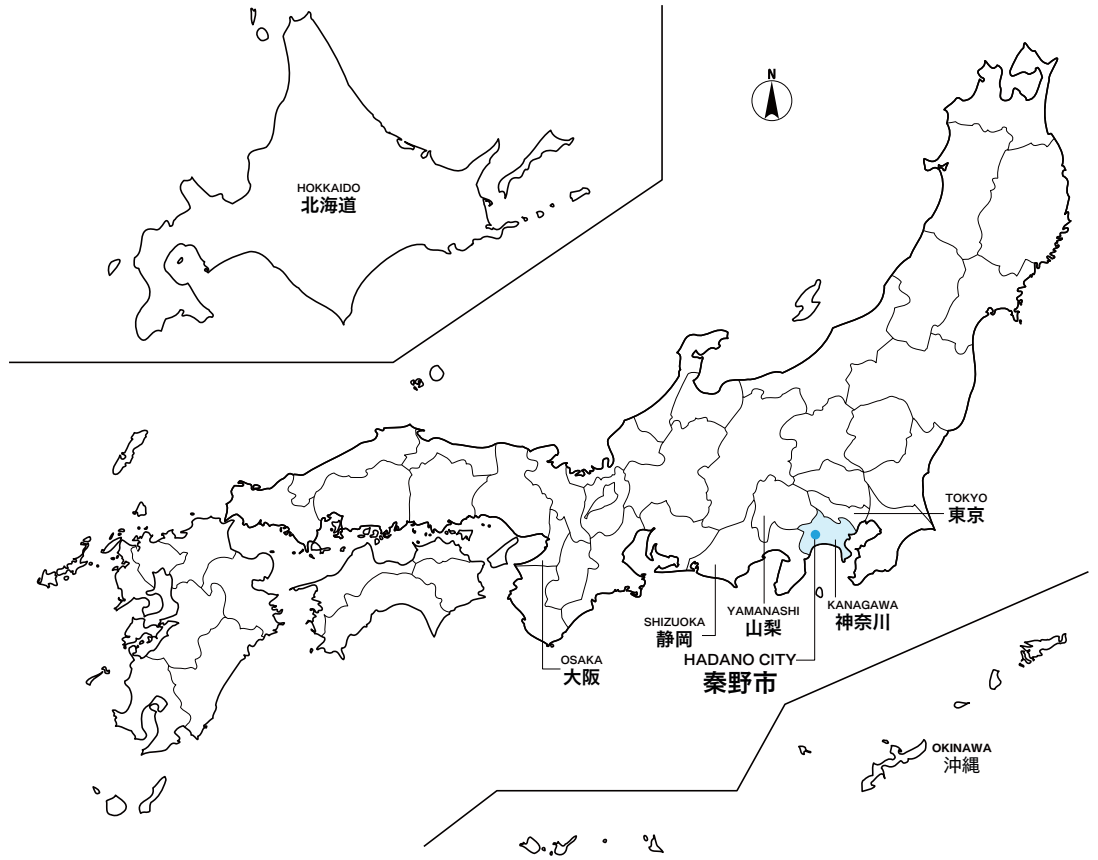 N
HOKKAIDO
北海道
TOKYO
東京
KANAGAWA
神奈川
YAMANASHI
山梨
SHIZUOKA
静岡
HADANO CITY
秦野市
OSAKA
大阪
OKINAWA
沖縄